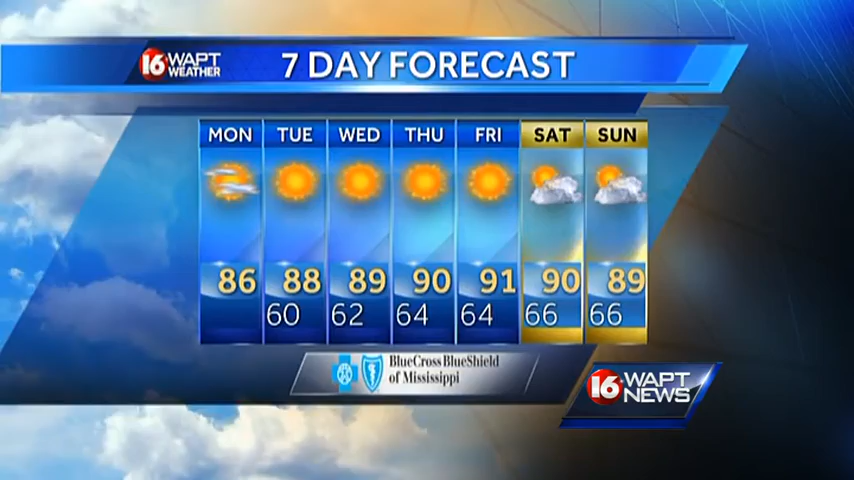 16 WAPT WEATHER
7 DAY FORECAST
MON TUE WED THU FRI SAT SUN
86 88 89 90 91 90 89
60 62 64 64 66 66
BlueCross BlueShield
of Mississippi
16 WAPT
NEWS